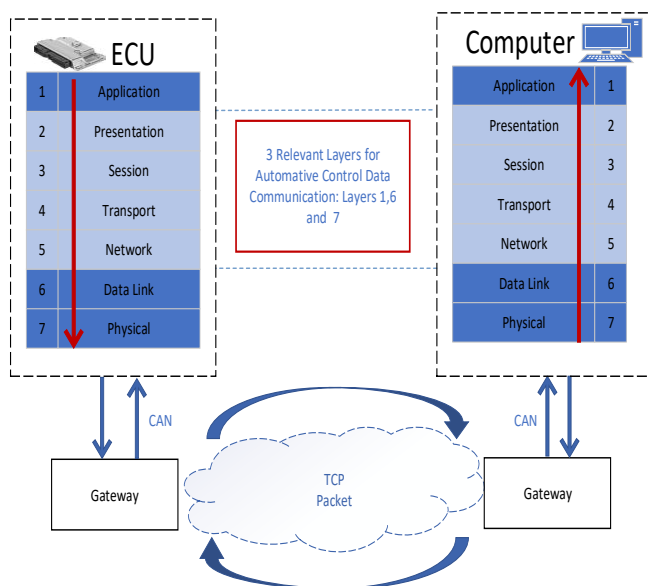 ECU
1 Application
2 Presentation
3 Session
4 Transport
5 Network
6 Data Link
7 Physical
3 Relevant Layers for
Automative Control Data
Communication: Layers 1,6
and 7
Computer
Application 1
Presentation 2
Session 3
Transport 4
Network 5
Data Link 6
Physical 7
CAN
CAN
Gateway
TCP
Packet
Gateway